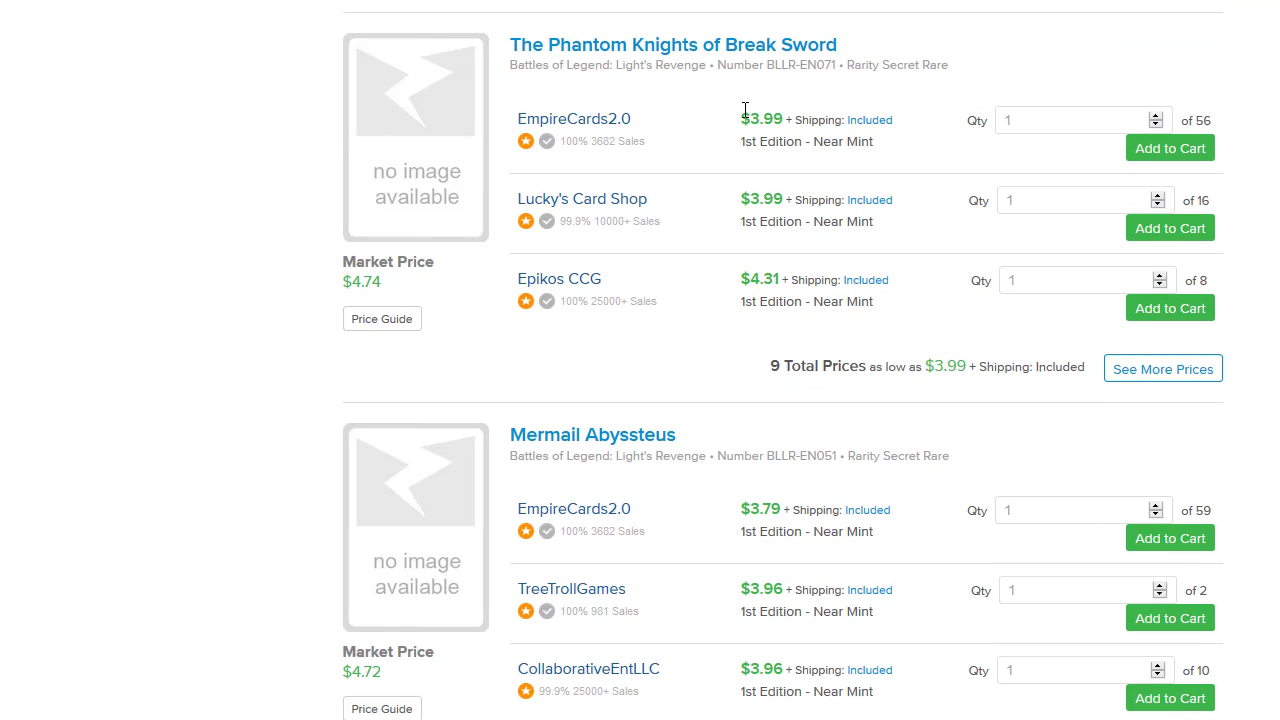 The Phantom Knights of Break Sword
Battles of Legend: Light's Revenge • Number BLLR-EN071 • Rarity Secret Rare
no image
available
Market Price
$4.74
Price Guide
EmpireCards2.0
100% 3682 Sales
$3.99 + Shipping: Included
1st Edition - Near Mint
Qty 1 of 56
Add to Cart
Lucky's Card Shop
99.9% 10000+ Sales
$3.99 + Shipping: Included
1st Edition - Near Mint
Qty 1 of 16
Add to Cart
Epikos CCG
100% 25000+ Sales
$4.31 + Shipping: Included
1st Edition - Near Mint
Qty 1 of 8
Add to Cart
9 Total Prices as low as $3.99 + Shipping: Included
See More Prices
Mermail Abyssteus
Battles of Legend: Light's Revenge • Number BLLR-EN051 • Rarity Secret Rare
no image
available
Market Price
$4.72
Price Guide
EmpireCards2.0
100% 3682 Sales
$3.79 + Shipping: Included
1st Edition - Near Mint
Qty 1 of 59
Add to Cart
TreeTrollGames
100% 981 Sales
$3.96 + Shipping: Included
1st Edition - Near Mint
Qty 1 of 2
Add to Cart
CollaborativeEntLLC
99.9% 25000+ Sales
$3.96 + Shipping: Included
1st Edition - Near Mint
Qty 1 of 10
Add to Cart